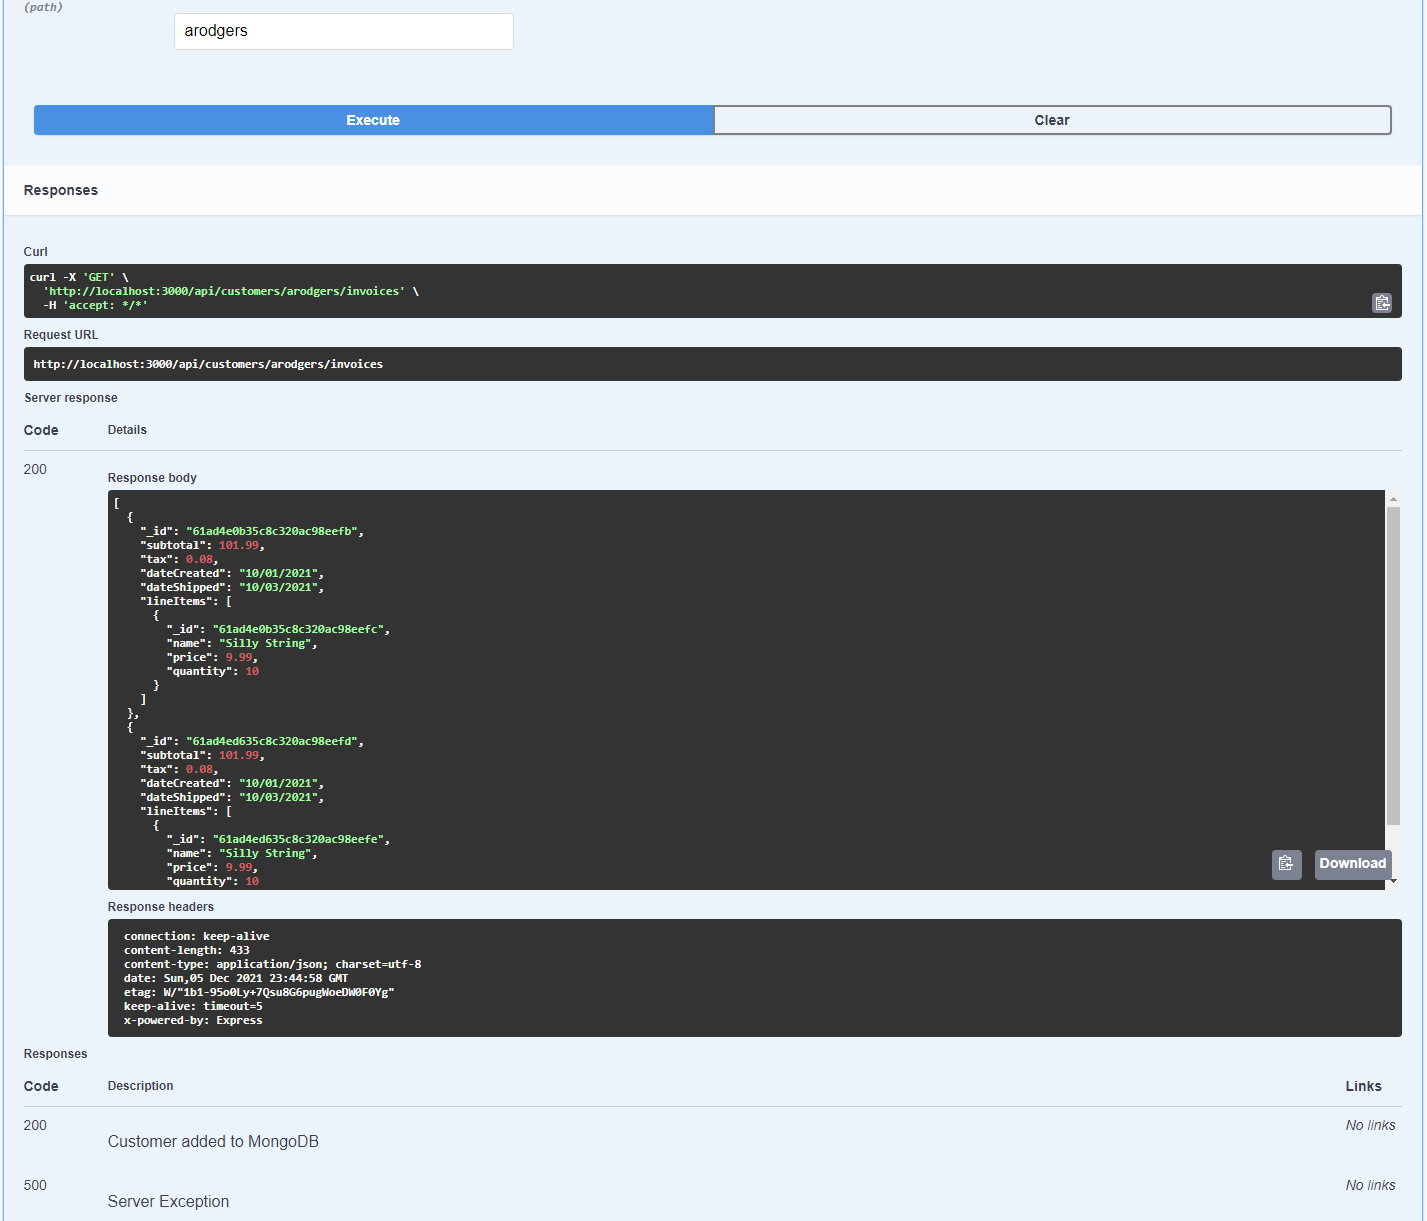 (path)
arodgers
Execute
Clear
Responses
Curl
curl -X 'GET' \
  'http://localhost:3000/api/customers/arodgers/invoices' \
  -H 'accept: */*'
Request URL
http://localhost:3000/api/customers/arodgers/invoices
Server response
Code Details
200
Response body
[
  {
    "_id": "61ad4e0b35c8c320ac98eefb",
    "subtotal": 101.99,
    "tax": 0.08,
    "dateCreated": "10/01/2021",
    "dateShipped": "10/03/2021",
    "lineItems": [
      {
        "_id": "61ad4e0b35c8c320ac98eefc",
        "name": "Silly String",
        "price": 9.99,
        "quantity": 10
      }
    ]
  },
  {
    "_id": "61ad4ed635c8c320ac98eefd",
    "subtotal": 101.99,
    "tax": 0.08,
    "dateCreated": "10/01/2021",
    "dateShipped": "10/03/2021",
    "lineItems": [
      {
        "_id": "61ad4ed635c8c320ac98eefe",
        "name": "Silly String",
        "price": 9.99,
        "quantity": 10
Download
Response headers
connection: keep-alive
content-length: 433
content-type: application/json; charset=utf-8
date: Sun,05 Dec 2021 23:44:58 GMT
etag: W/"1b1-95o0Ly+7Qsu8G6pugWoeDW0F0Yg"
keep-alive: timeout=5
x-powered-by: Express
Responses
Code Description Links
200 No links
Customer added to MongoDB
500 No links
Server Exception